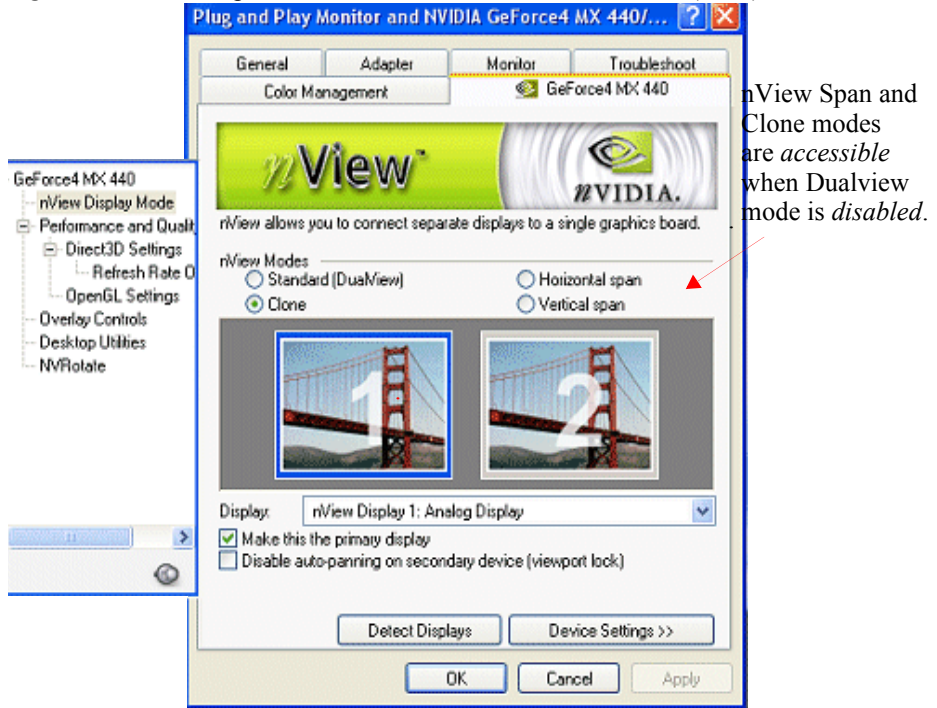 Plug and Play Monitor and NVIDIA GeForce4 MX 440/... ?
General Adapter Monitor Troubleshoot
Color Management GeForce4 MX 440
nView Span and
Clone modes
are accessible
when Dualview
mode is disabled.
nView™
NVIDIA.
nView allows you to connect separate displays to a single graphics board.
GeForce4 MX 440
nView Display Mode
Performance and Qualit
Direct3D Settings
Refresh Rate O
OpenGL Settings
Overlay Controls
Desktop Utilities
NVRotate
nView Modes
Standard (DualView) Horizontal span
Clone Vertical span
1 2
Display: nView Display 1: Analog Display
Make this the primary display
Disable auto-panning on secondary device (viewport lock)
Detect Displays Device Settings >>
OK Cancel Apply